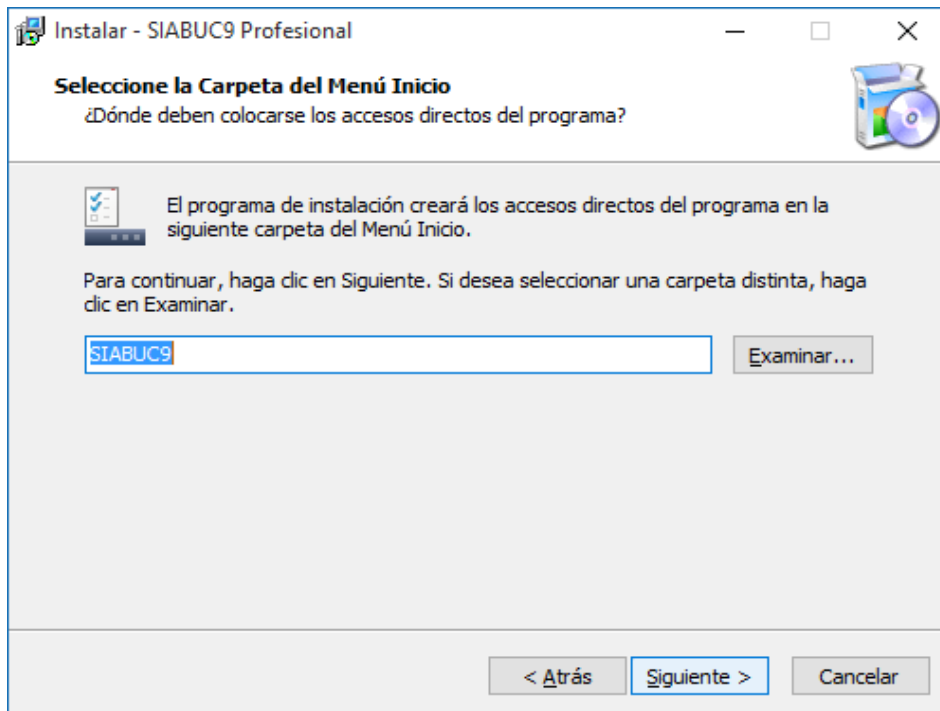 Instalar - SIABUC9 Profesional
Seleccione la Carpeta del Menú Inicio
¿Dónde deben colocarse los accesos directos del programa?
El programa de instalación creará los accesos directos del programa en la
siguiente carpeta del Menú Inicio.
Para continuar, haga clic en Siguiente. Si desea seleccionar una carpeta distinta, haga
clic en Examinar.
SIABUC9
Examinar...
< Atrás
Siguiente >
Cancelar